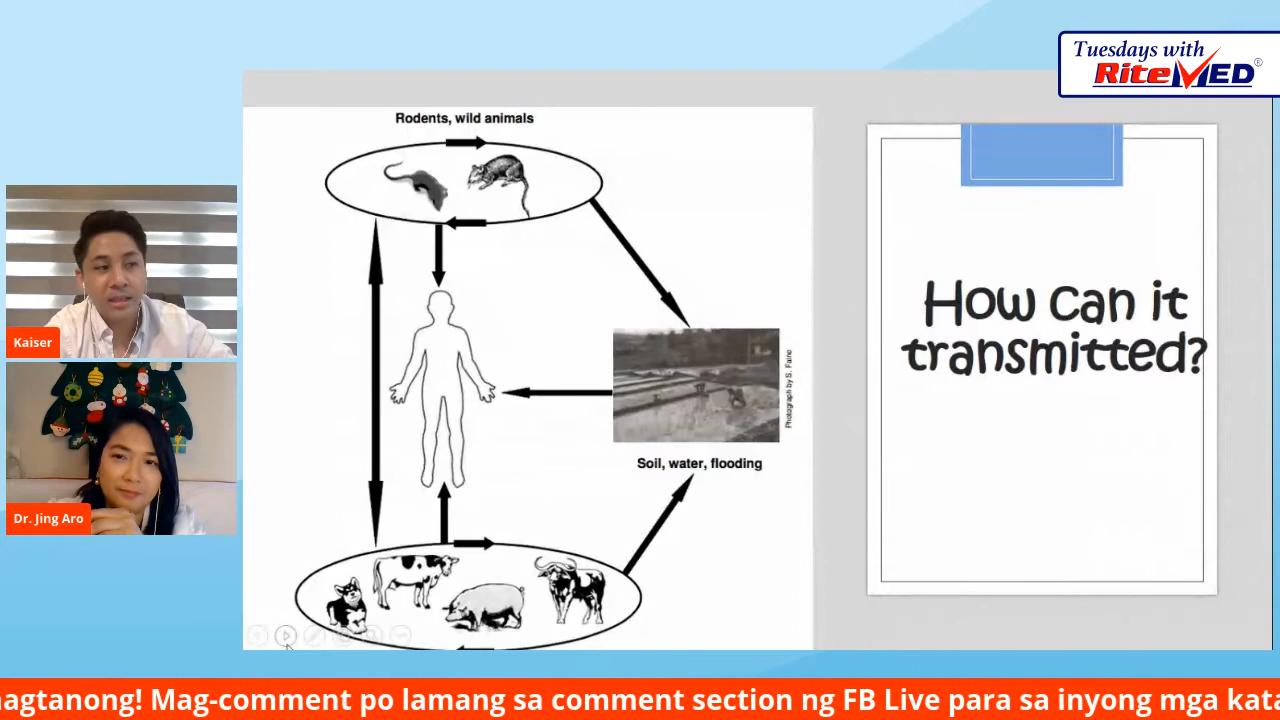 Tuesdays with
RiteMED®
Rodents, wild animals
Kaiser
Dr. Jing Aro
Photograph by S. Faine
Soil, water, flooding
How can it
transmitted?
nagtanong! Mag-comment po lamang sa comment section ng FB Live para sa inyong mga kata